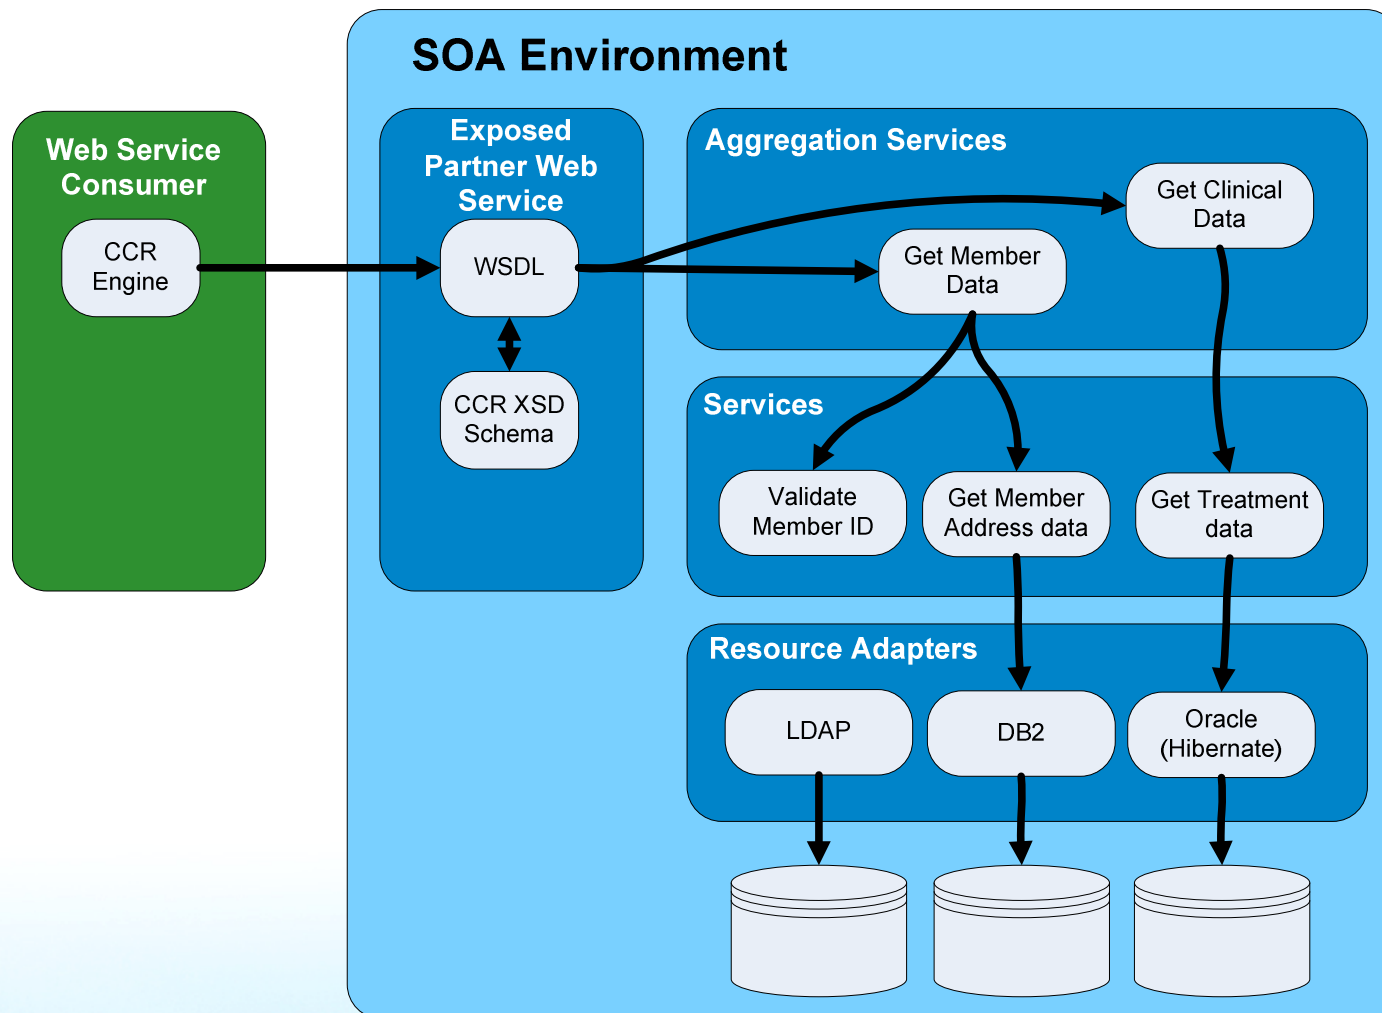 SOA Environment
Web Service
Consumer
CCR
Engine
Exposed
Partner Web
Service
WSDL
CCR XSD
Schema
Aggregation Services
Get Clinical
Data
Get Member
Data
Services
Validate
Member ID
Get Member
Address data
Get Treatment
data
Resource Adapters
LDAP
DB2
Oracle
(Hibernate)